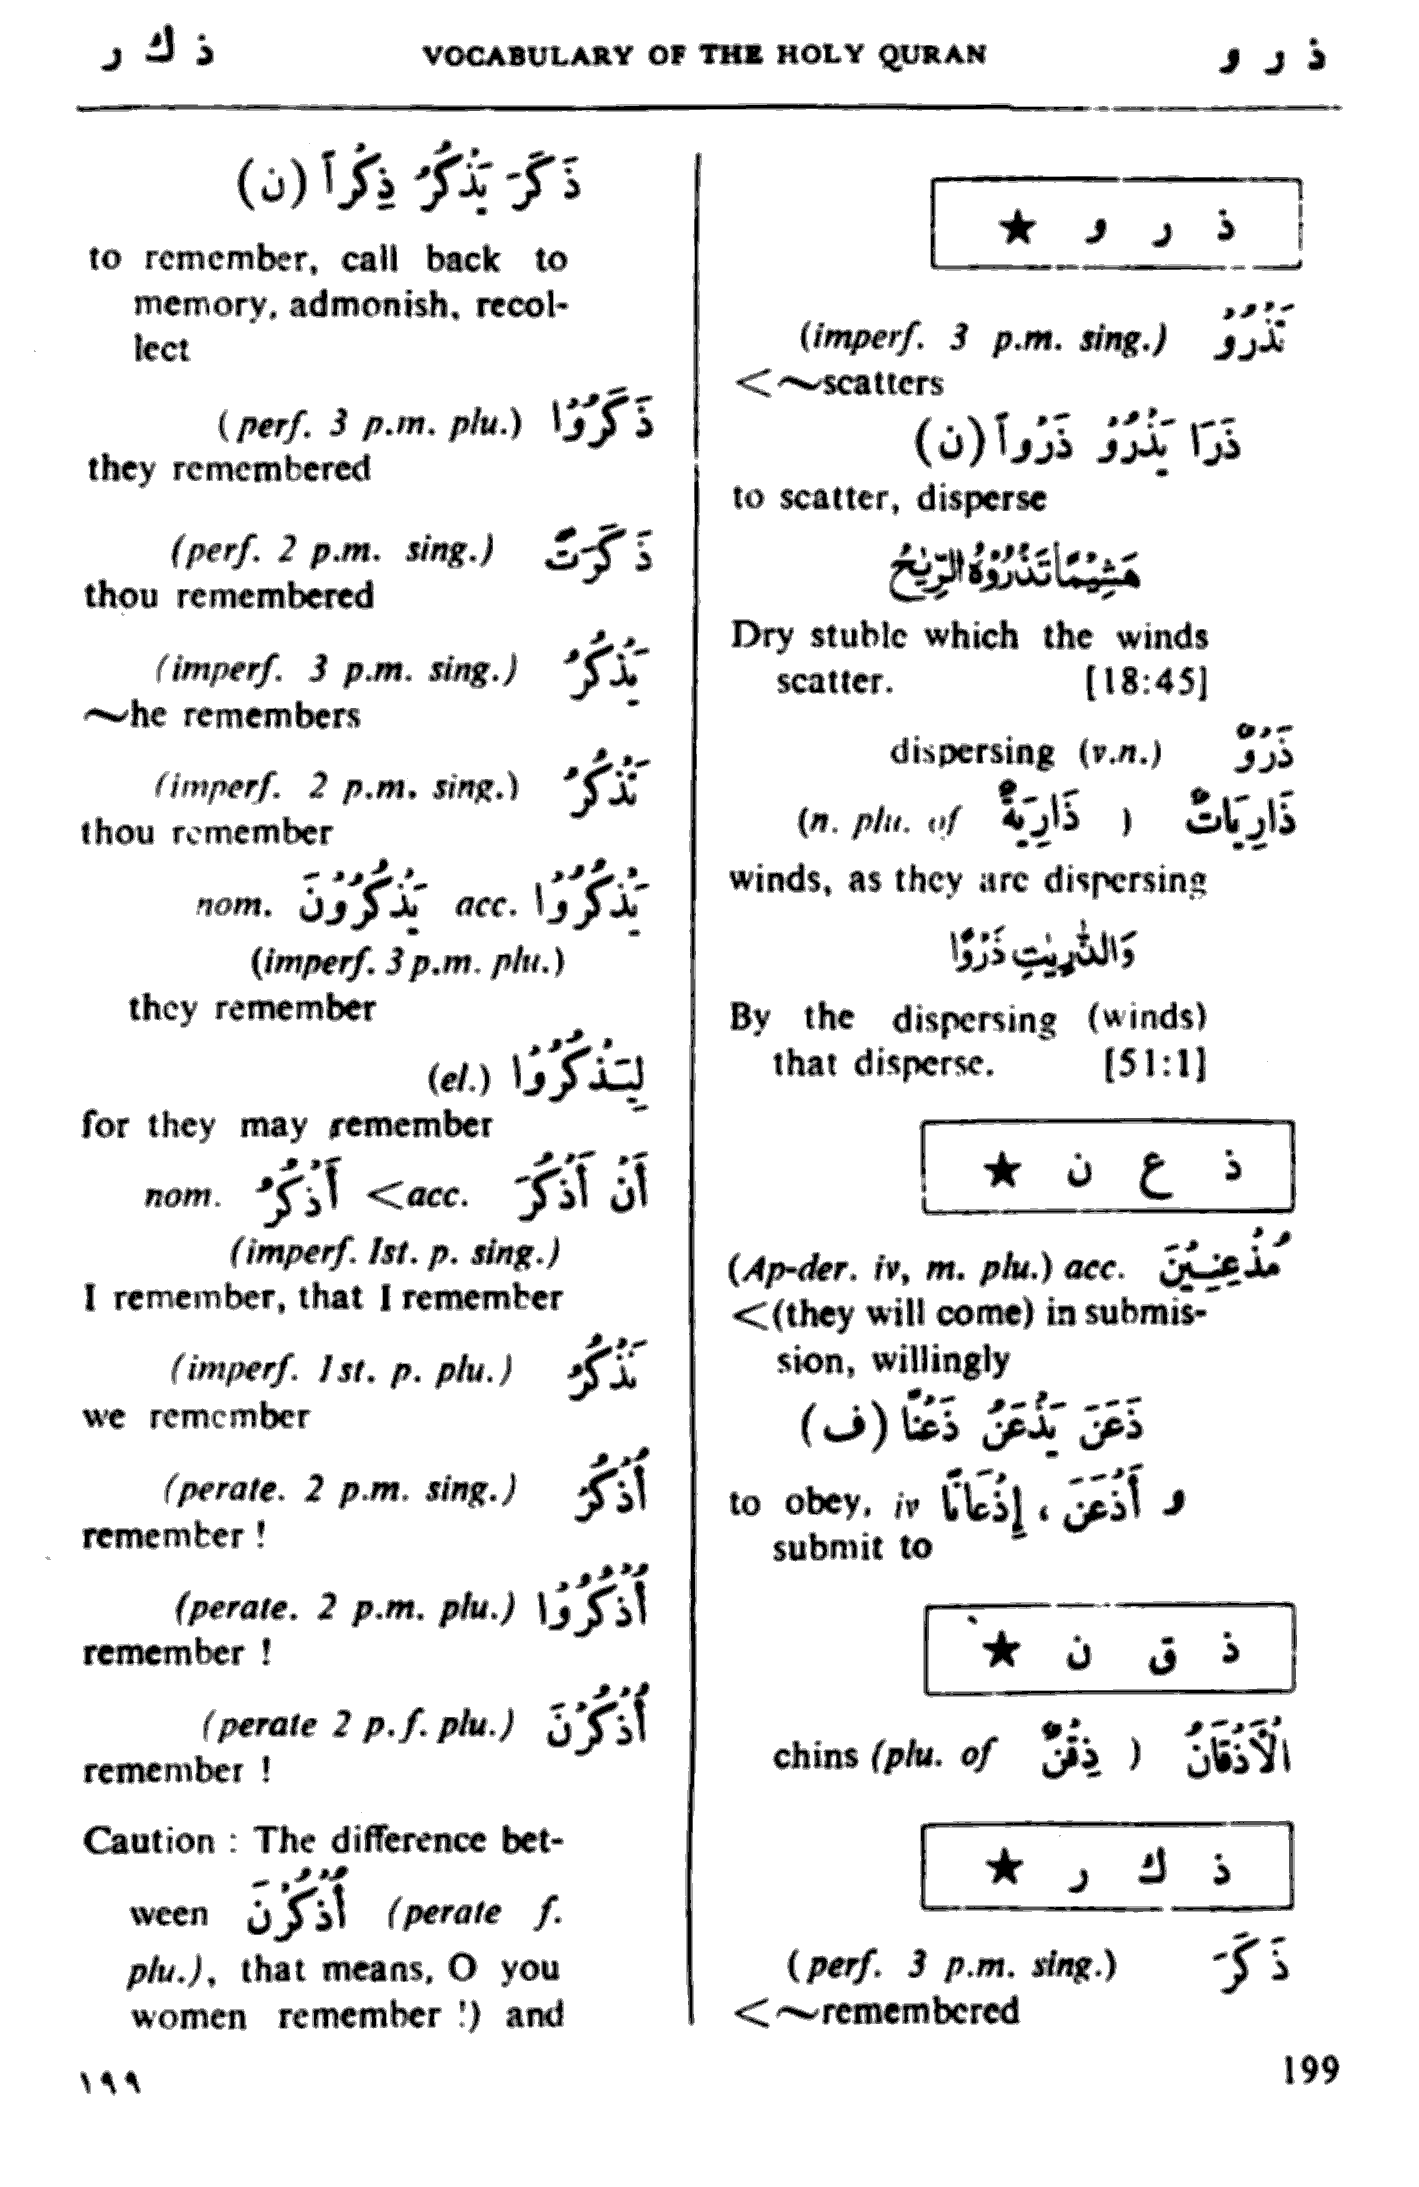 ذ ك ر VOCABULARY OF THE HOLY QURAN ذ ر و
ذ ر و ★
(imperf. 3 p.m. sing.) تَذْرُوْ
<~scatters
ذَرَا يَذْرُوْ ذَرْواً (ن)
to scatter, disperse
هَشِيْمًا تَذْرُوْهُ الرِّيٰحُ
Dry stuble which the winds
scatter. [18:45]
dispersing (v.n.) ذَرْوٌ
(n. plu. of ذَارِيَةٌ ) ذَارِيَاتٌ
winds, as they are dispersing
وَالذّٰرِيٰتِ ذَرْوًا
By the dispersing (winds)
that disperse. [51:1]
ذ ع ن ★
(Ap-der. iv, m. plu.) acc. مُذْعِنِيْنَ
<(they will come) in submis-
sion, willingly
ذَعَنَ يَذْعَنُ ذَعْنًا (ف)
to obey, iv و أَذْعَنَ ، إِذْعَانًا
submit to
ذ ق ن ★
chins (plu. of ذِقْنٌ ) الْأَذْقَانُ
ذ ك ر ★
(perf. 3 p.m. sing.) ذَكَرَ
<~remembered
ذَكَرَ يَذْكُرُ ذِكْراً (ن)
to remember, call back to
memory, admonish, recol-
lect
(perf. 3 p.m. plu.) ذَكَرُوْا
they remembered
(perf. 2 p.m. sing.) ذَكَرْتَ
thou remembered
(imperf. 3 p.m. sing.) يَذْكُرُ
~he remembers
(imperf. 2 p.m. sing.) تَذْكُرُ
thou remember
nom. يَذْكُرُوْنَ acc. يَذْكُرُوْا
(imperf. 3 p.m. plu.)
they remember
(el.) لِيَذْكُرُوْا
for they may remember
nom. أَذْكُرُ <acc. أَنْ أَذْكُرَ
(imperf. Ist. p. sing.)
I remember, that I remember
(imperf. 1st. p. plu.) نَذْكُرُ
we remember
(perate. 2 p.m. sing.) أُذْكُرْ
remember !
(perate. 2 p.m. plu.) أُذْكُرُوْا
remember !
(perate 2 p.f. plu.) أُذْكُرْنَ
remember !
Caution : The difference bet-
ween أُذْكُرْنَ (perate f.
plu.), that means, O you
women remember !) and
١٩٩ 199